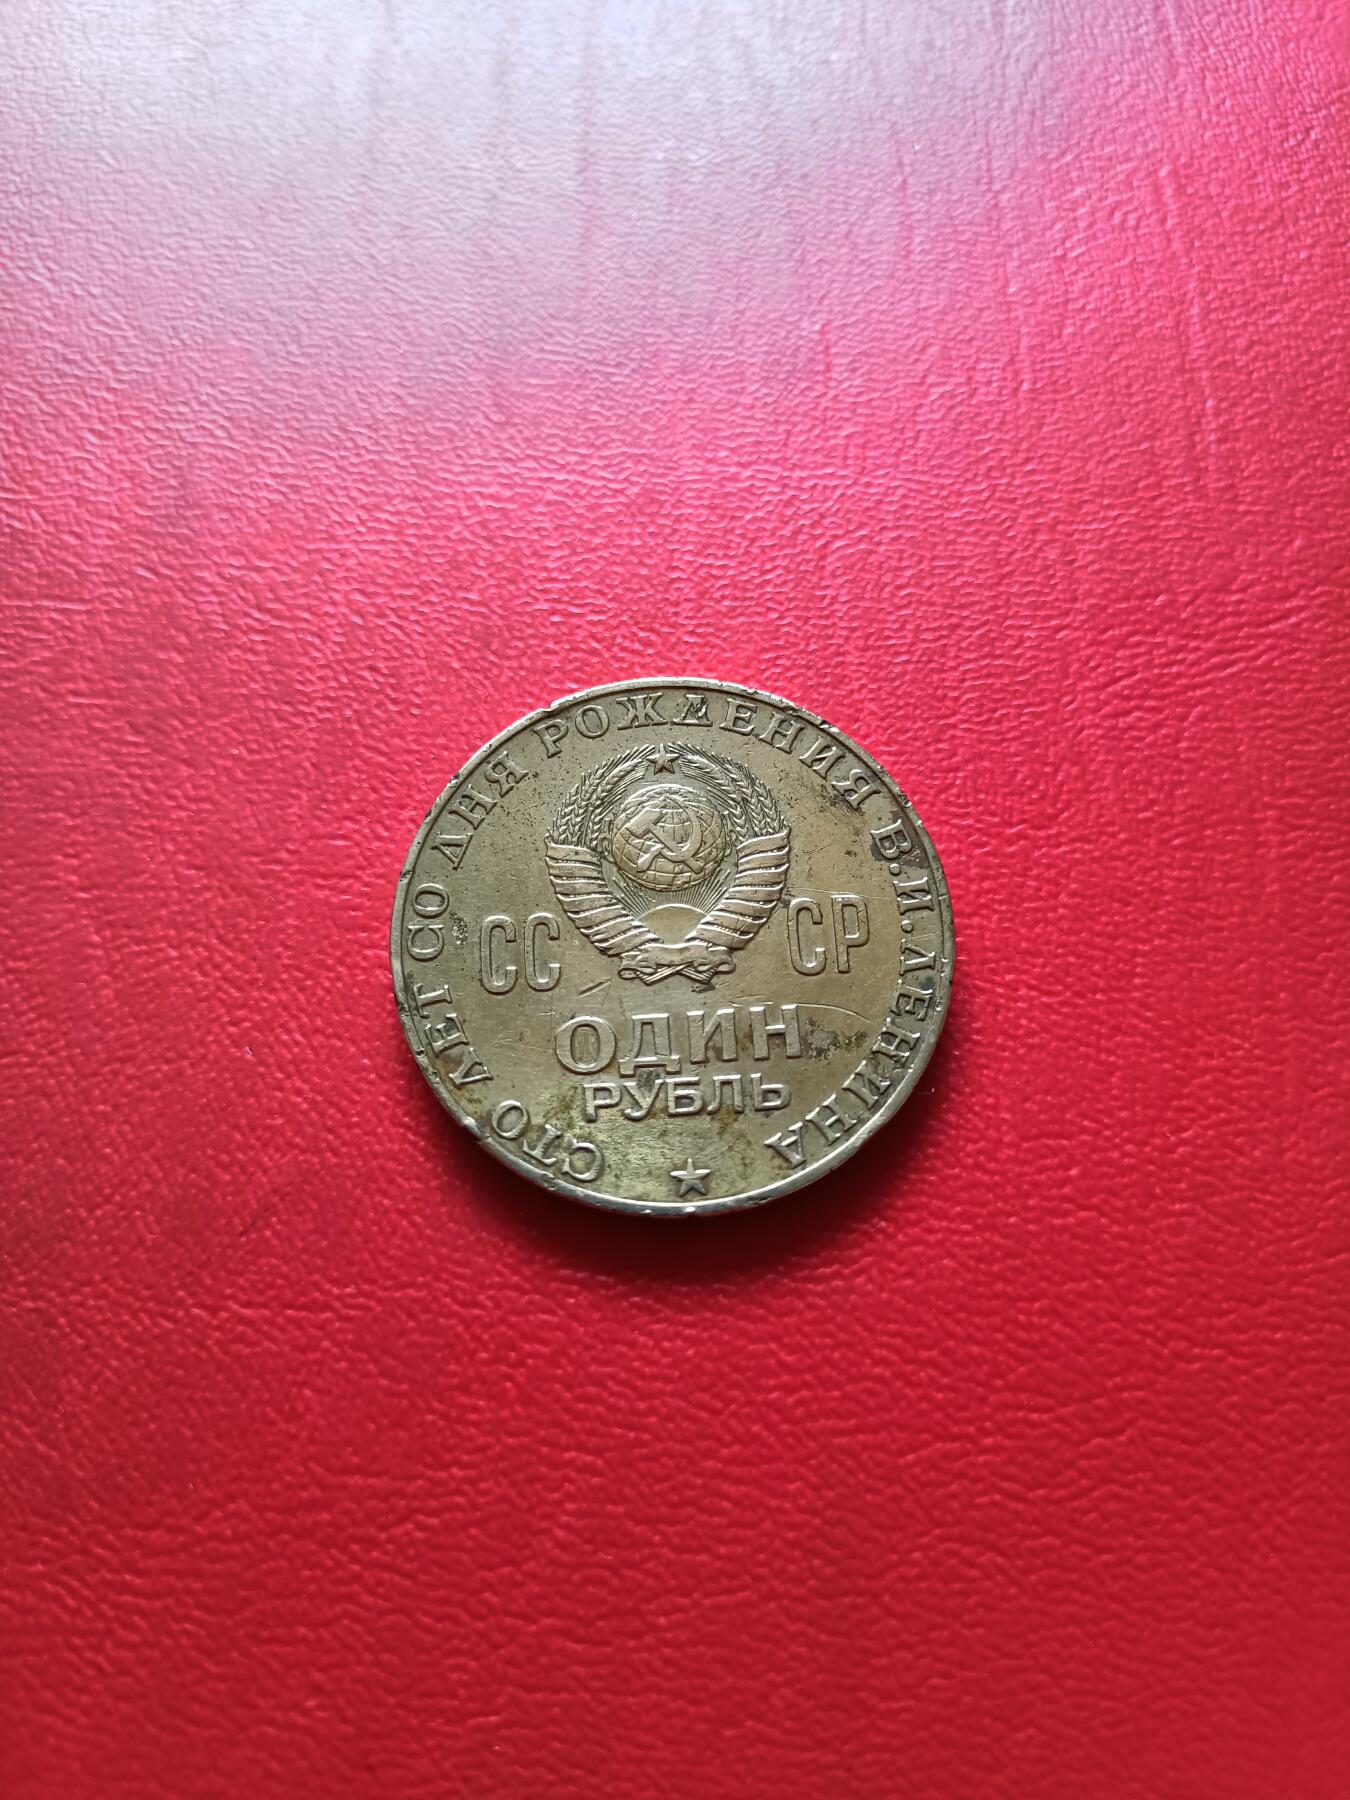 СТО ЛЕТ СО ДНЯ РОЖДЕНИЯ В.И.ЛЕНИНА
СС СР
ОДИН
РУБЛЬ